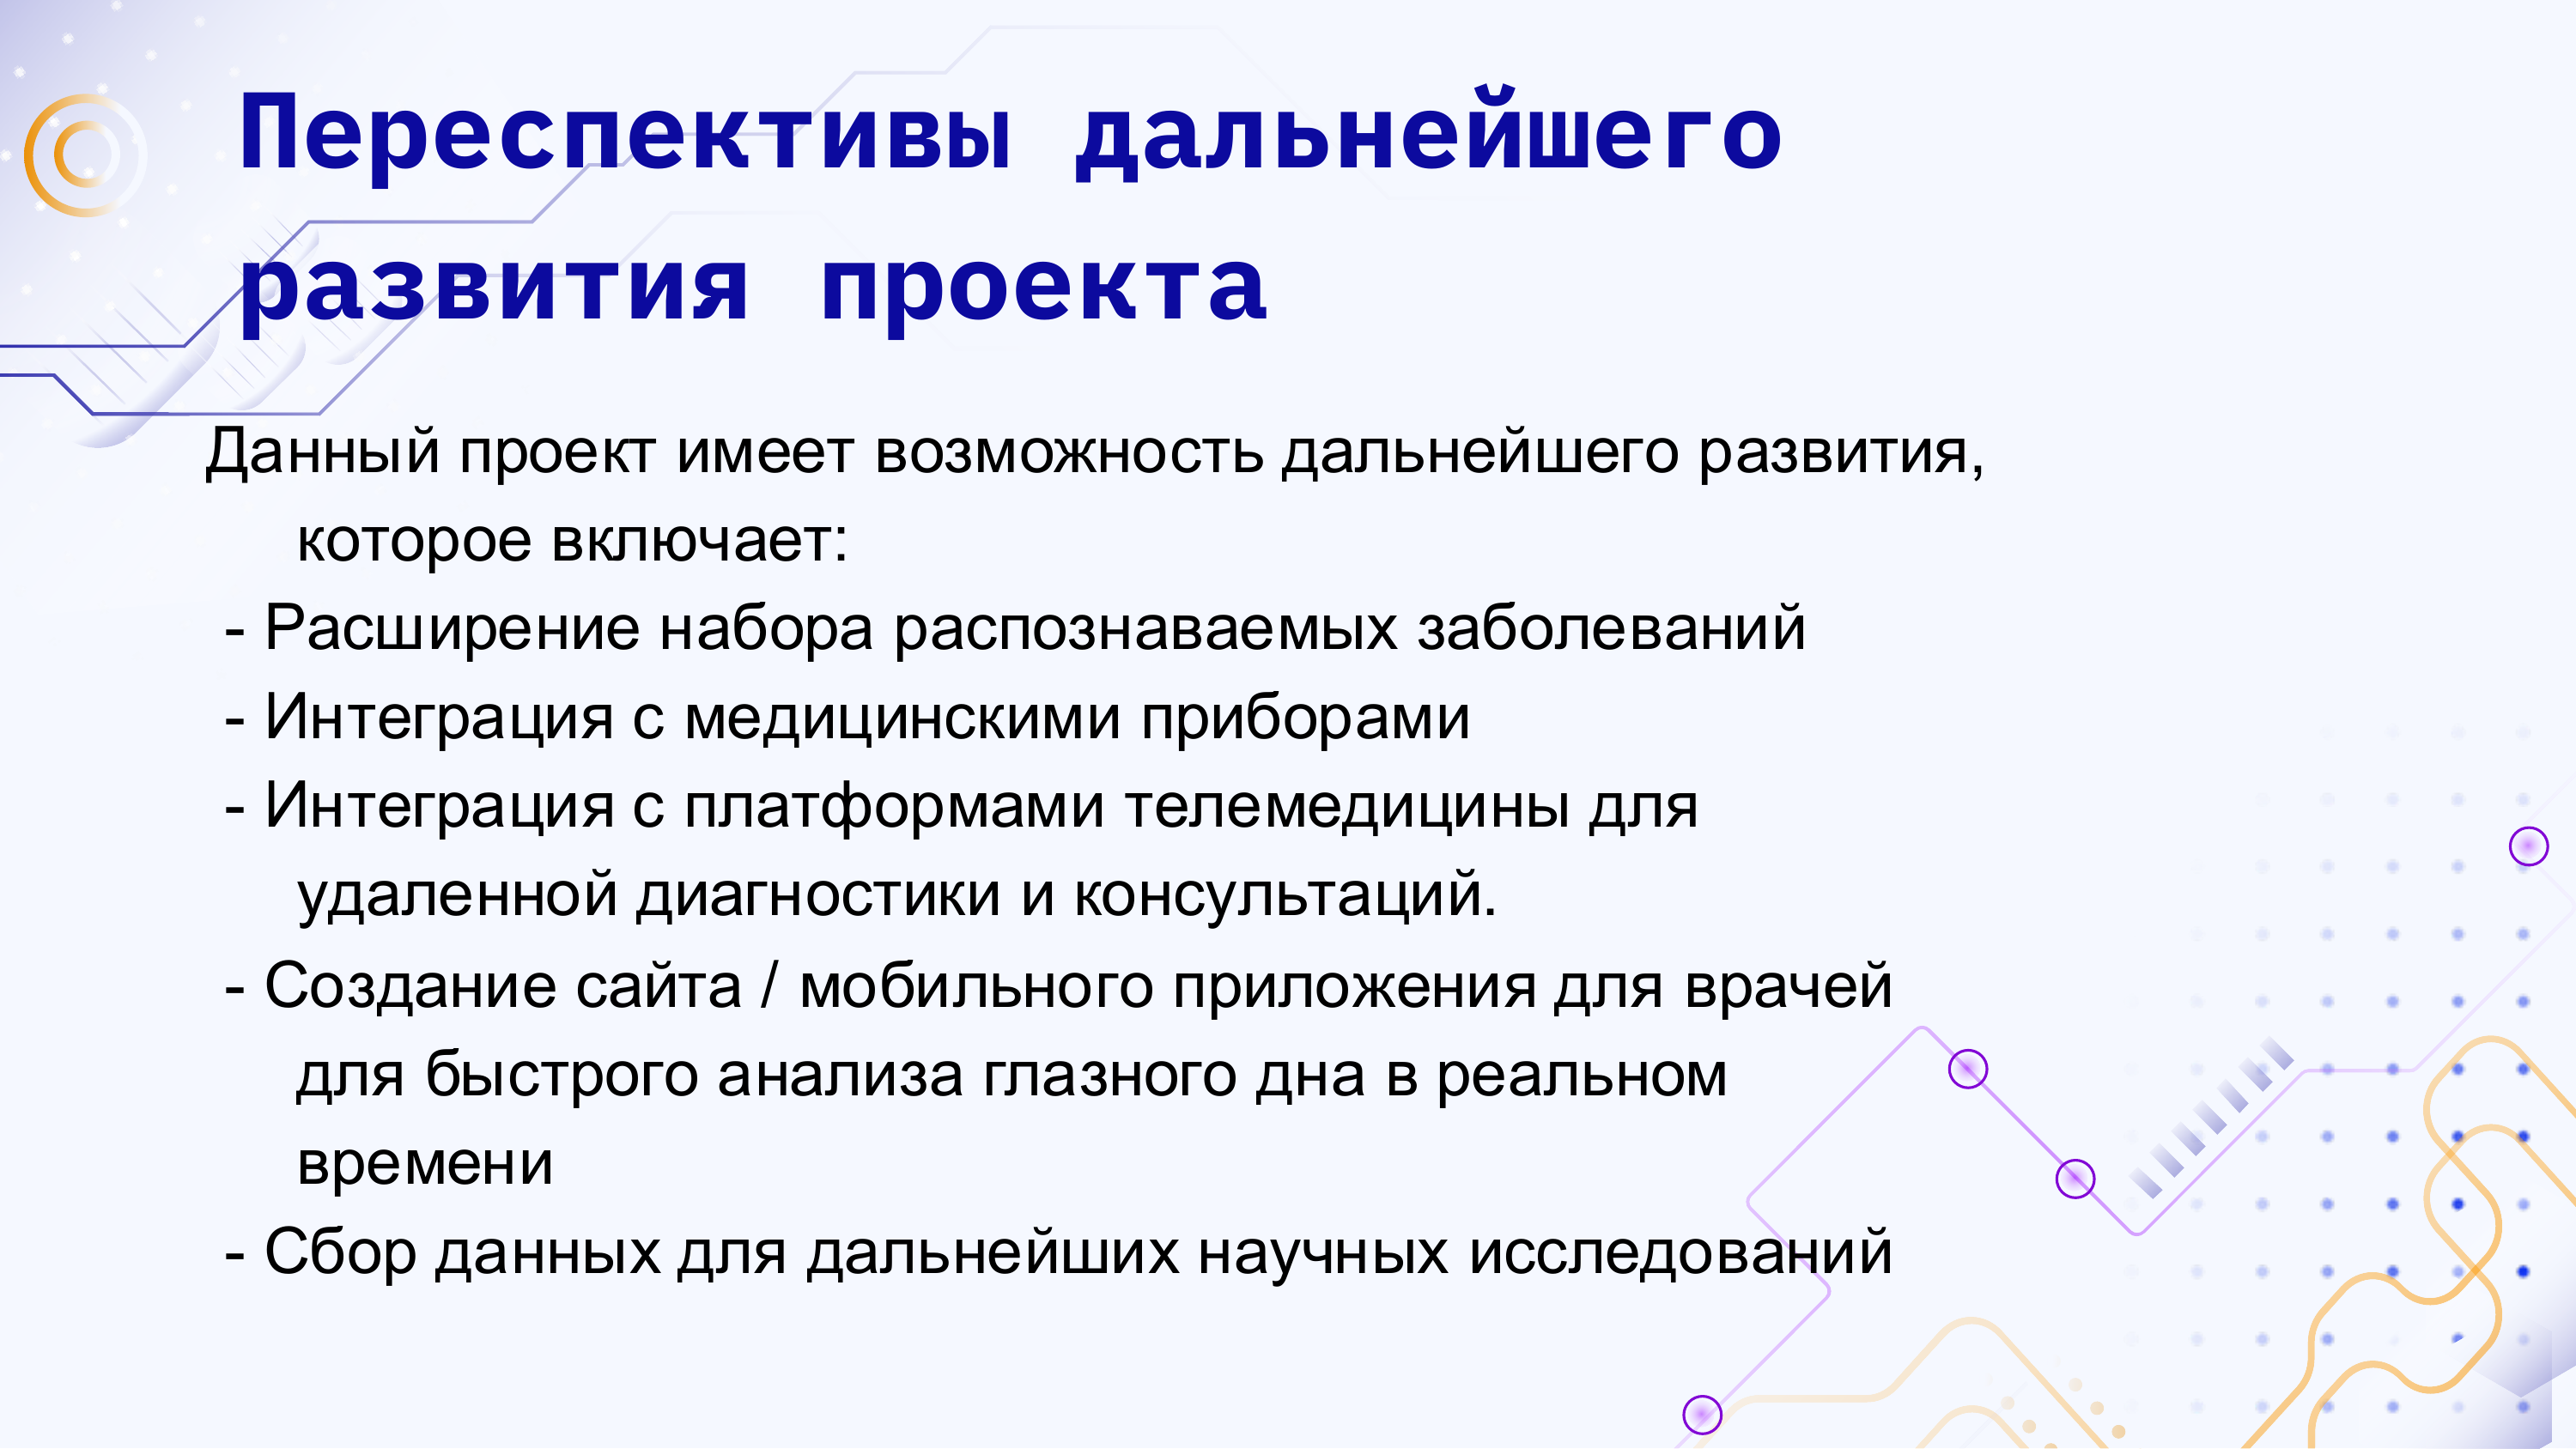 Переспективы дальнейшего
развития проекта
Данный проект имеет возможность дальнейшего развития,
которое включает:
- Расширение набора распознаваемых заболеваний
- Интеграция с медицинскими приборами
- Интеграция с платформами телемедицины для
удаленной диагностики и консультаций.
- Создание сайта / мобильного приложения для врачей
для быстрого анализа глазного дна в реальном
времени
- Сбор данных для дальнейших научных исследований